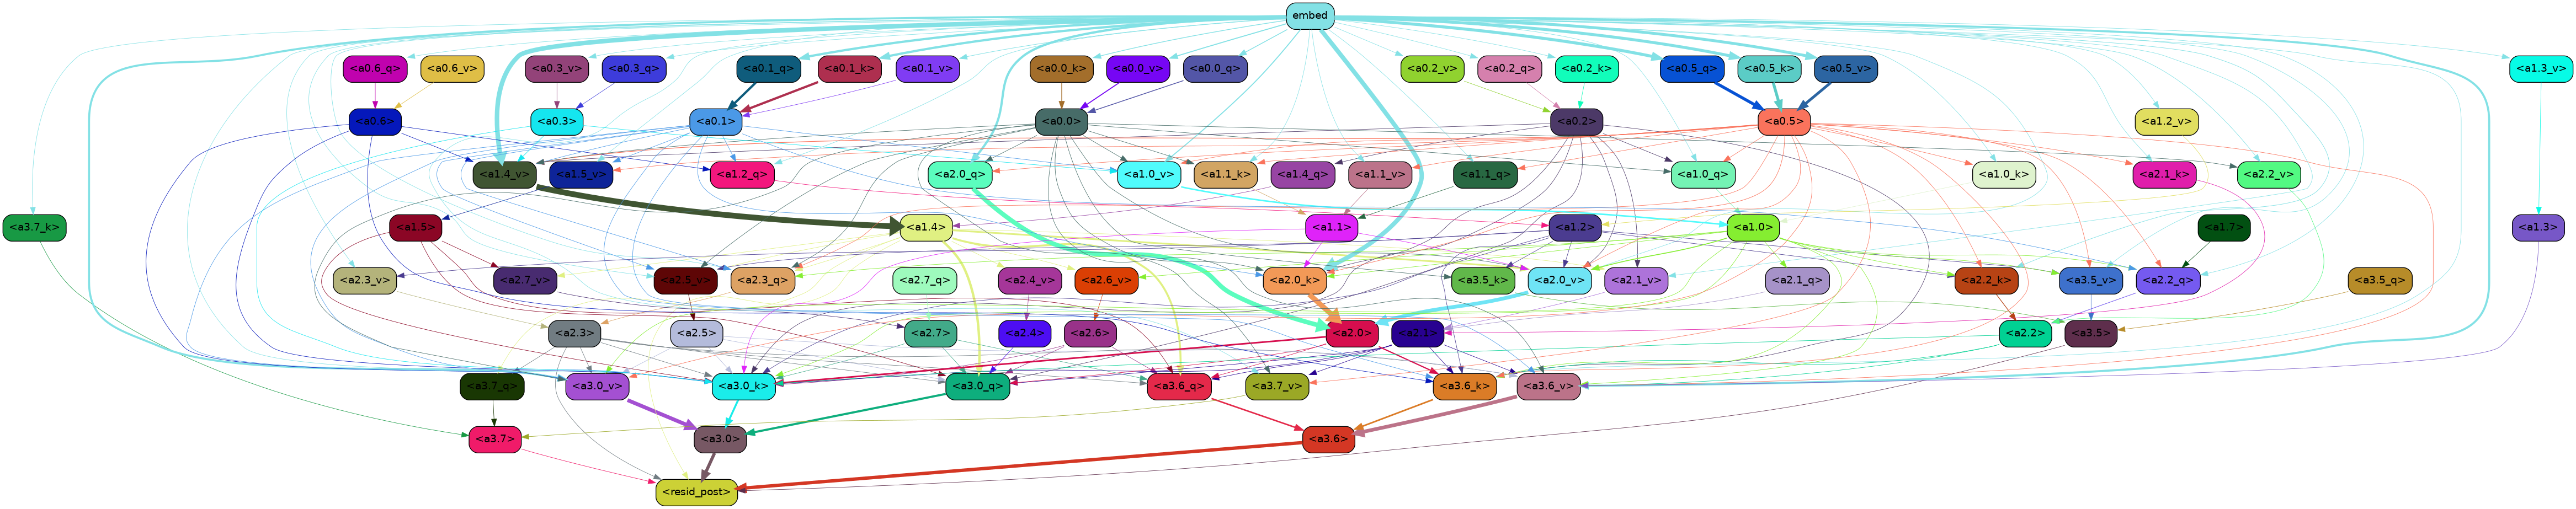 embed
<a0.6_q> <a0.6_v> <a0.3_v> <a0.3_q> <a0.1_q> <a0.1_k> <a0.1_v> <a0.0_k> <a0.0_v> <a0.0_q> <a0.2_v> <a0.2_q> <a0.2_k> <a0.5_q> <a0.5_k> <a0.5_v> <a1.3_v>
<a0.6> <a0.3> <a0.1> <a0.0> <a0.2> <a0.5> <a1.2_v>
<a1.4_v> <a1.5_v> <a1.2_q> <a2.0_q> <a1.0_v> <a1.1_k> <a1.4_q> <a1.1_v> <a1.1_q> <a1.0_q> <a1.0_k> <a2.1_k> <a2.2_v>
<a3.7_k> <a1.5> <a1.4> <a1.1> <a1.2> <a1.0> <a1.7> <a1.3>
<a2.3_v> <a2.7_v> <a2.5_v> <a2.3_q> <a2.7_q> <a2.4_v> <a2.6_v> <a2.0_k> <a3.5_k> <a2.0_v> <a2.1_v> <a2.1_q> <a2.2_k> <a3.5_v> <a2.2_q> <a3.5_q>
<a2.3> <a2.5> <a2.7> <a2.4> <a2.6> <a2.0> <a2.1> <a2.2> <a3.5>
<a3.7_q> <a3.0_v> <a3.0_k> <a3.0_q> <a3.6_q> <a3.7_v> <a3.6_k> <a3.6_v>
<a3.7> <a3.0> <a3.6>
<resid_post>